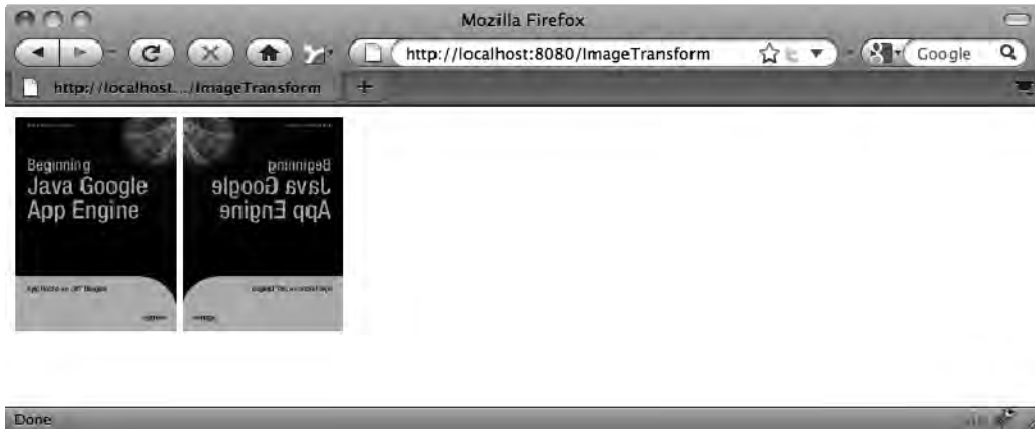 Mozilla Firefox
http://localhost:8080/ImageTransform
Google
http://localhost.../ImageTransform
+
Beginning
Java Google
App Engine
Beginning
Java Google
App Engine
Done